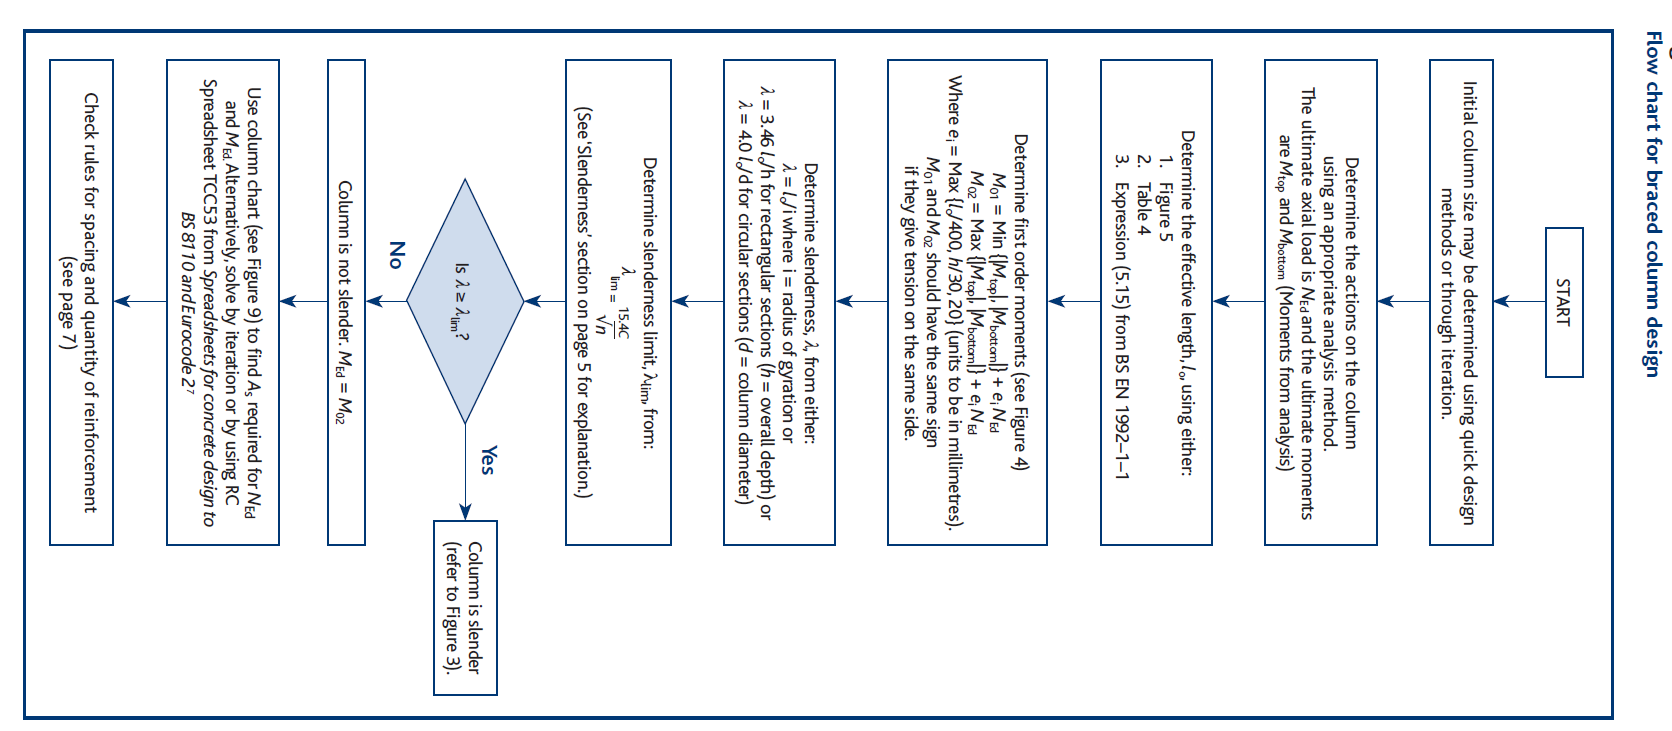 Flow chart for braced column design
START
Initial column size may be determined using quick design
methods or through iteration.
Determine the actions on the column
using an appropriate analysis method.
The ultimate axial load is NEd and the ultimate moments
are Mtop and Mbottom (Moments from analysis)
Determine the effective length, lo, using either:
1. Figure 5
2. Table 4
3. Expression (5.15) from BS EN 1992–1–1
Determine first order moments (see Figure 4)
M01 = Min {|Mtop|, |Mbottom|} + ei NEd
M02 = Max {|Mtop|, |Mbottom|} + ei NEd
Where ei = Max {lo/400, h/30, 20} (units to be in millimetres).
M01 and M02 should have the same sign
if they give tension on the same side.
Determine slenderness, λ, from either:
λ = lo/i where i = radius of gyration or
λ = 3.46 lo/h for rectangular sections (h = overall depth) or
λ = 4.0 lo/d for circular sections (d = column diameter)
Determine slenderness limit, λlim, from:
λlim = 15.4C
√n
(See 'Slenderness' section on page 5 for explanation.)
Is λ ≥ λlim?
Yes
Column is slender
(refer to Figure 3).
No
Column is not slender. MEd = M02
Use column chart (see Figure 9) to find As required for NEd
and MEd. Alternatively, solve by iteration or by using RC
Spreadsheet TCC53 from Spreadsheets for concrete design to
BS 8110 and Eurocode 2⁷
Check rules for spacing and quantity of reinforcement
(see page 7)